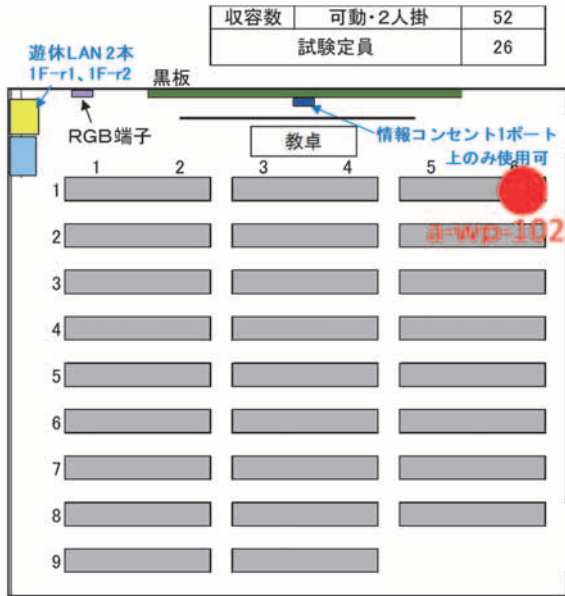 収容数 可動・2人掛 52
試験定員 26
遊休LAN 2本
1F-r1、1F-r2
黒板
RGB端子
教卓
情報コンセント1ポート
上のみ使用可
1 2 3 4 5 6
1
a-wp-102
2
3
4
5
6
7
8
9